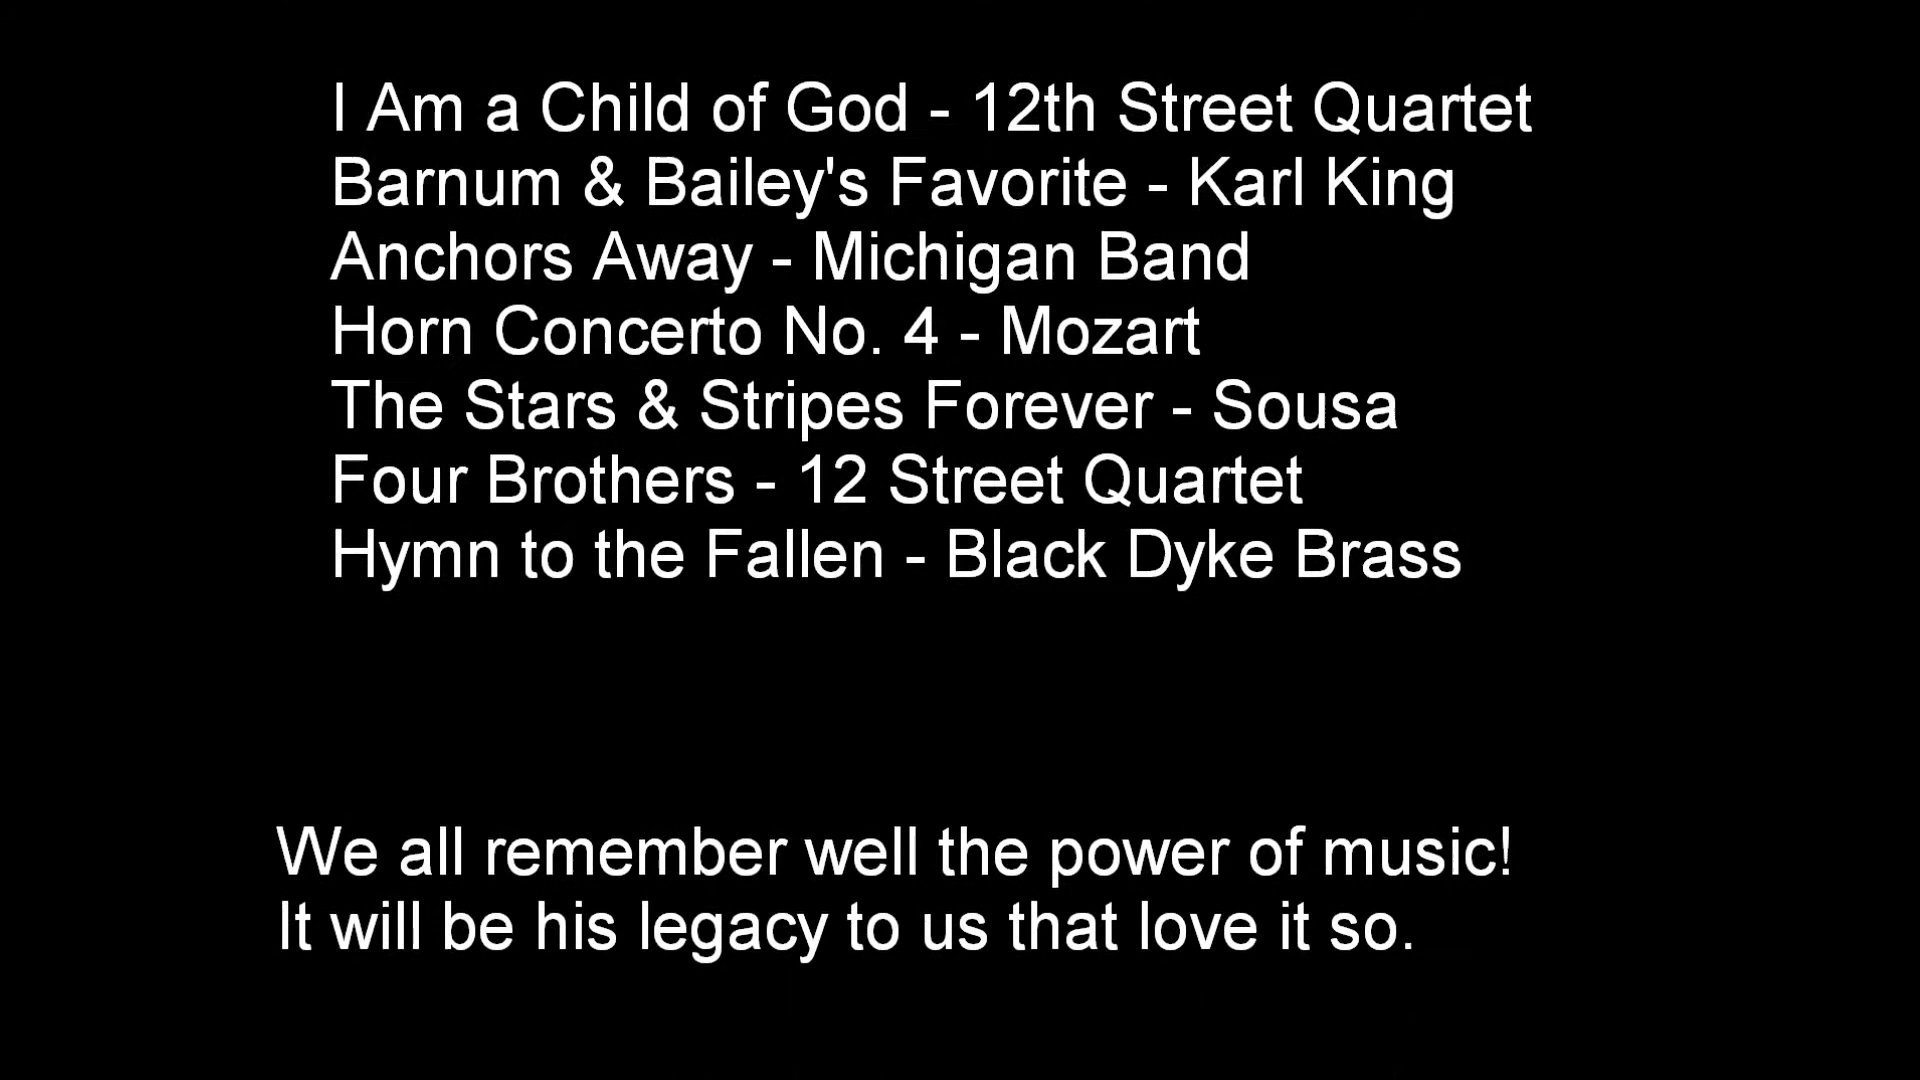 I Am a Child of God - 12th Street Quartet
Barnum & Bailey's Favorite - Karl King
Anchors Away - Michigan Band
Horn Concerto No. 4 - Mozart
The Stars & Stripes Forever - Sousa
Four Brothers - 12 Street Quartet
Hymn to the Fallen - Black Dyke Brass
We all remember well the power of music!
It will be his legacy to us that love it so.